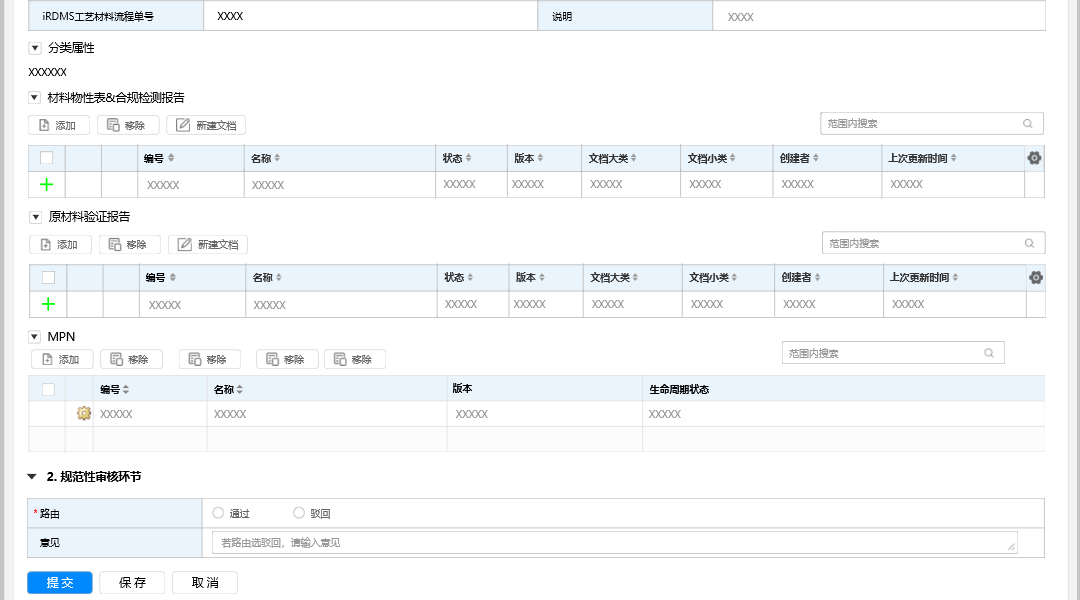 iRDMS工艺材料流程单号 XXXX 说明 XXXX
分类属性
XXXXXX
材料物性表&合规检测报告
添加 移除 新建文档 范围内搜索
编号 名称 状态 版本 文档大类 文档小类 创建者 上次更新时间
XXXXX XXXXX XXXXX XXXXX XXXXX XXXXX XXXXX XXXXX
原材料验证报告
添加 移除 新建文档 范围内搜索
编号 名称 状态 版本 文档大类 文档小类 创建者 上次更新时间
XXXXX XXXXX XXXXX XXXXX XXXXX XXXXX XXXXX XXXXX
MPN
添加 移除 移除 移除 移除 范围内搜索
编号 名称 版本 生命周期状态
XXXXX XXXXX XXXXX XXXXX
2. 规范性审核环节
*路由 通过 驳回
意见 若路由选驳回，请输入意见
提交 保存 取消